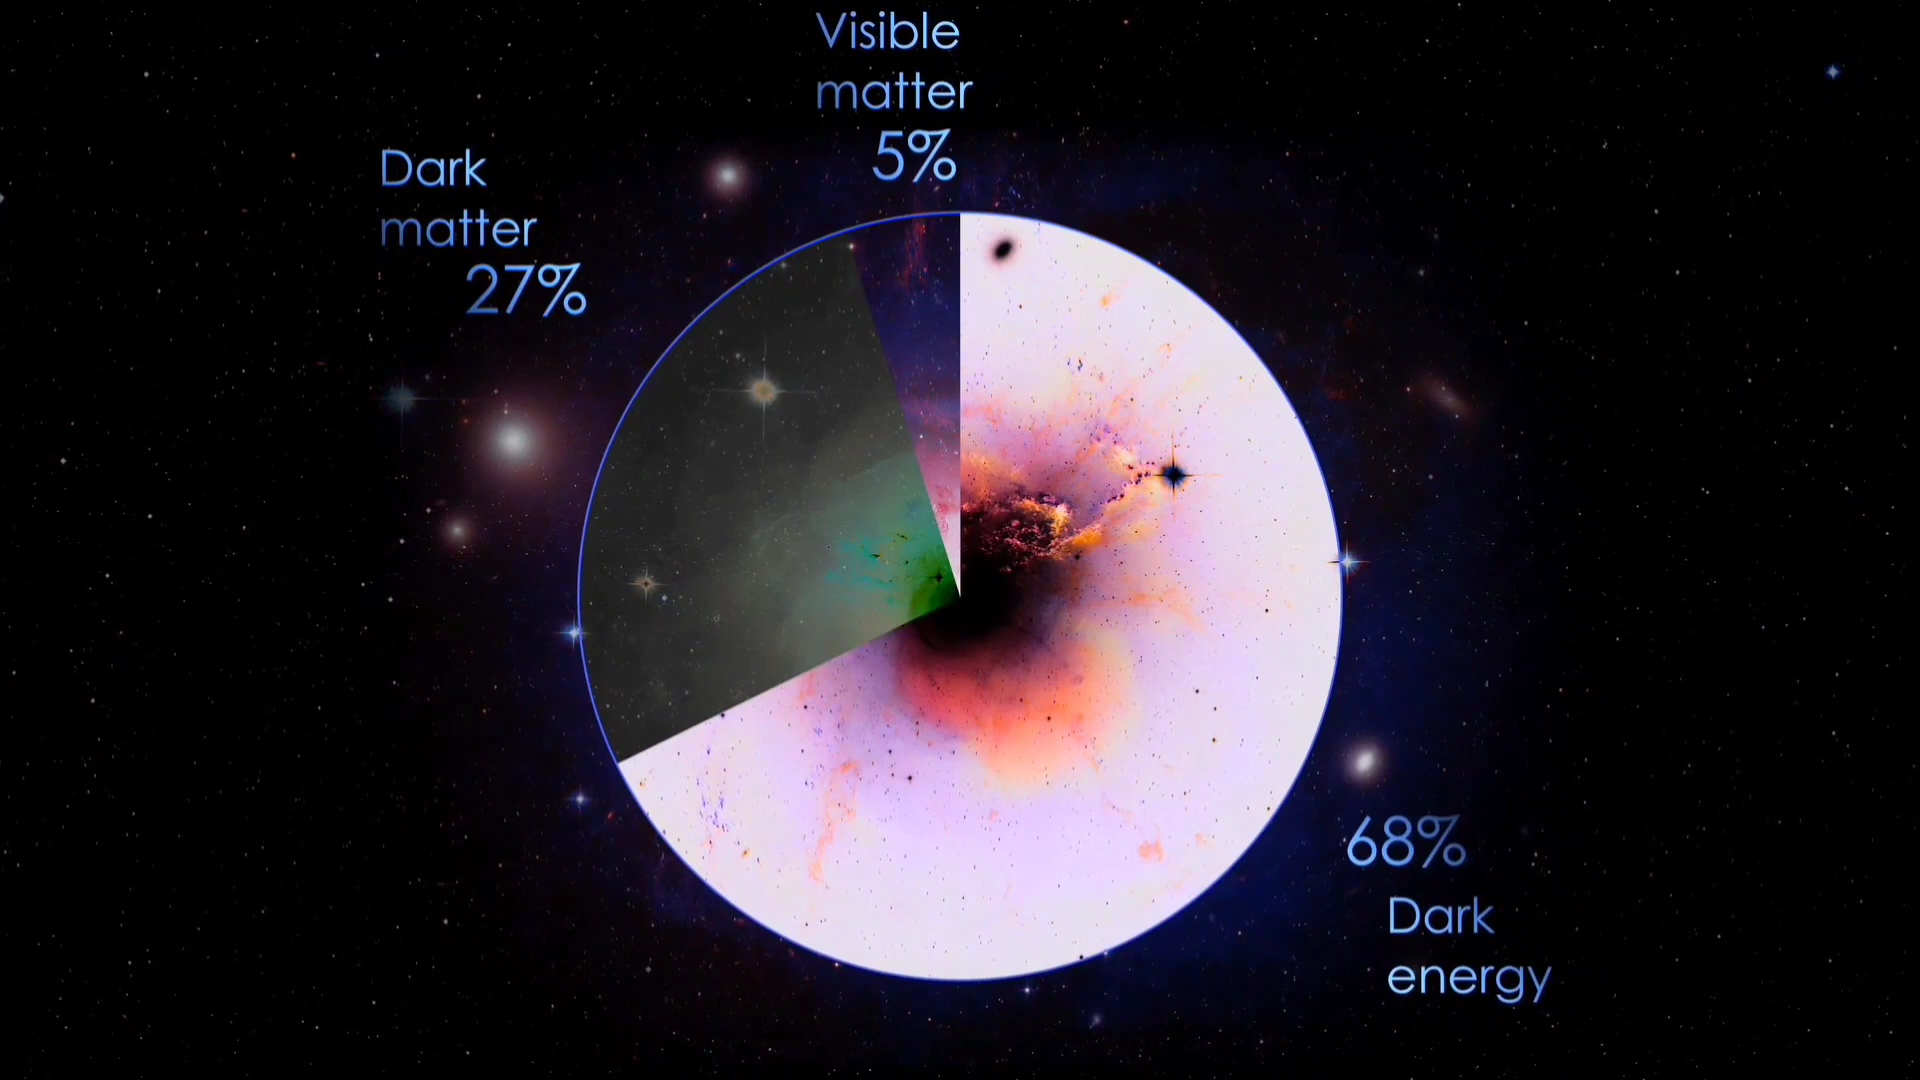 Visible
matter
5%
Dark
matter
27%
68%
Dark
energy